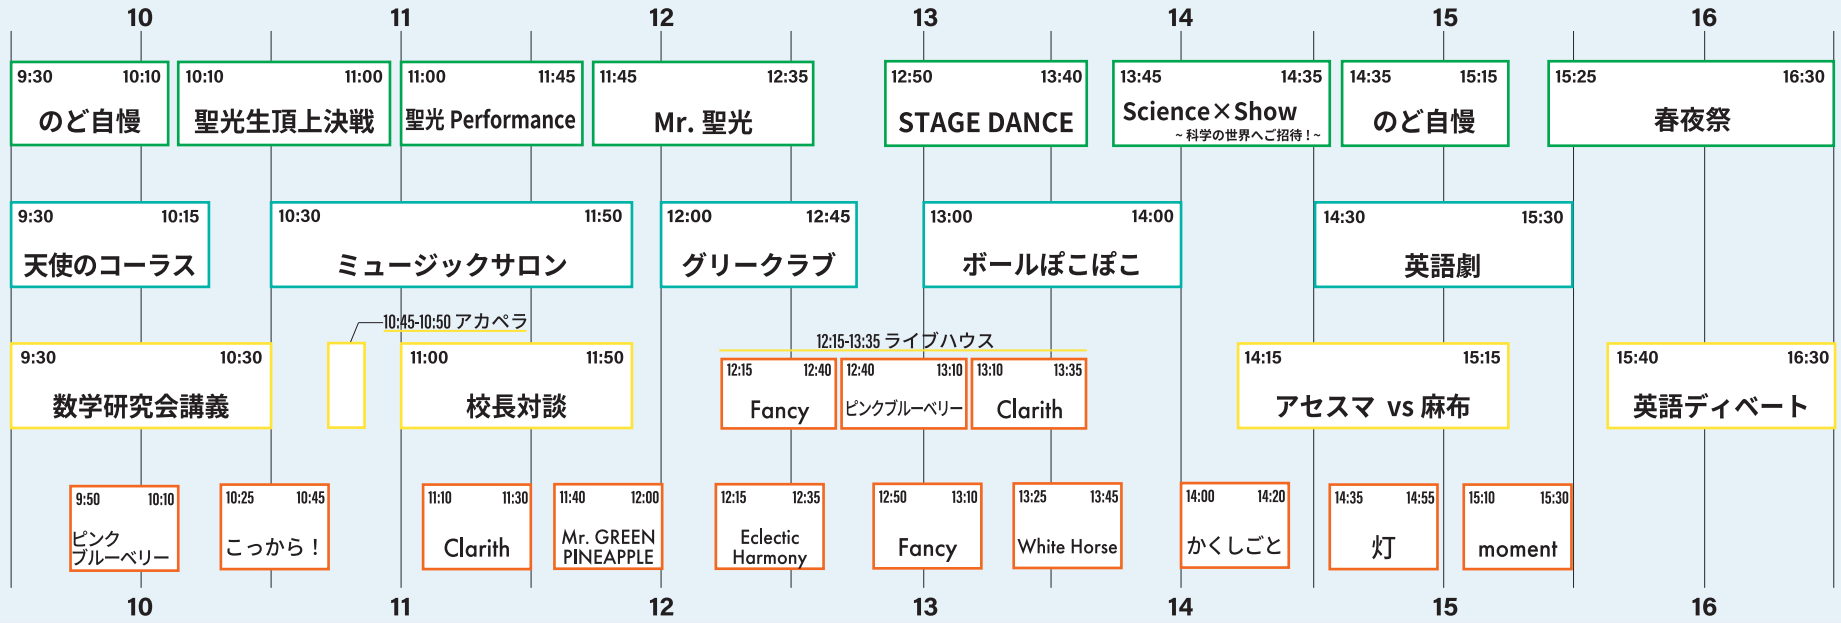 10 11 12 13 14 15 16
9:30 10:10
のど自慢
10:10 11:00
聖光生頂上決戦
11:00 11:45
聖光 Performance
11:45 12:35
Mr. 聖光
12:50 13:40
STAGE DANCE
13:45 14:35
Science×Show
~ 科学の世界へご招待！~
14:35 15:15
のど自慢
15:25 16:30
春夜祭
9:30 10:15
天使のコーラス
10:30 11:50
ミュージックサロン
12:00 12:45
グリークラブ
13:00 14:00
ボールぽこぽこ
14:30 15:30
英語劇
9:30 10:30
数学研究会講義
10:45-10:50 アカペラ
11:00 11:50
校長対談
12:15-13:35 ライブハウス
12:15 12:40
Fancy
12:40 13:10
ピンクブルーベリー
13:10 13:35
Clarith
14:15 15:15
アセスマ vs 麻布
15:40 16:30
英語ディベート
9:50 10:10
ピンク
ブルーベリー
10:25 10:45
こっから！
11:10 11:30
Clarith
11:40 12:00
Mr. GREEN
PINEAPPLE
12:15 12:35
Eclectic
Harmony
12:50 13:10
Fancy
13:25 13:45
White Horse
14:00 14:20
かくしごと
14:35 14:55
灯
15:10 15:30
moment
10 11 12 13 14 15 16